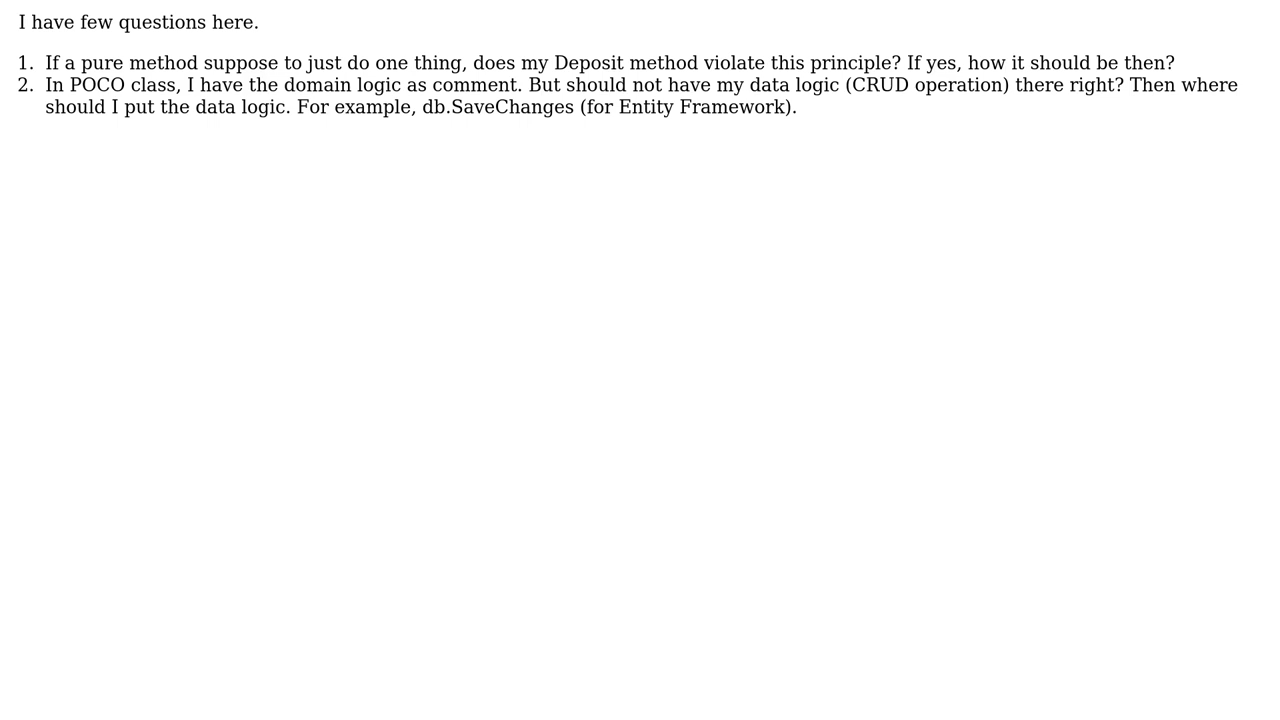 I have few questions here.
1. If a pure method suppose to just do one thing, does my Deposit method violate this principle? If yes, how it should be then?
2. In POCO class, I have the domain logic as comment. But should not have my data logic (CRUD operation) there right? Then where
should I put the data logic. For example, db.SaveChanges (for Entity Framework).